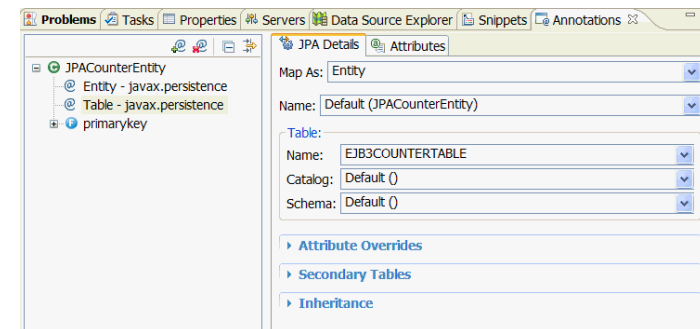 Problems Tasks Properties Servers Data Source Explorer Snippets Annotations
JPA Details Attributes
JPACounterEntity
Entity - javax.persistence
Table - javax.persistence
primarykey
Map As: Entity
Name: Default (JPACounterEntity)
Table:
Name: EJB3COUNTERTABLE
Catalog: Default ()
Schema: Default ()
Attribute Overrides
Secondary Tables
Inheritance